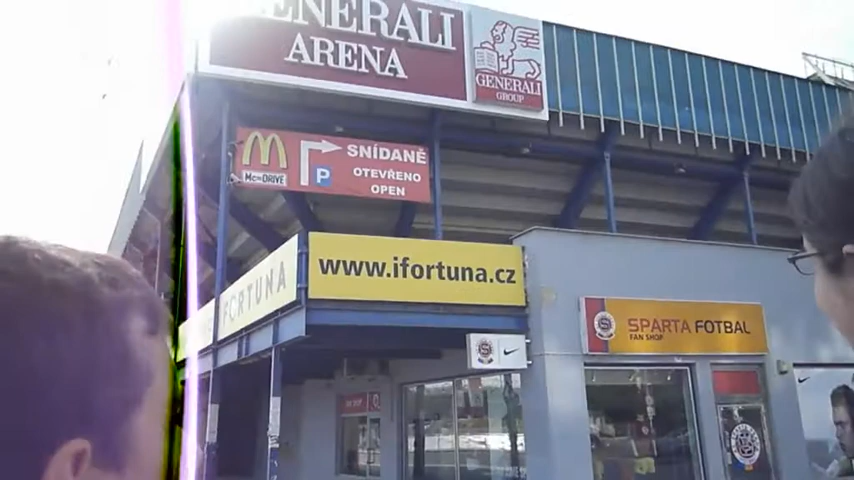 GENERALI
ARENA
GENERALI
GROUP
McDRIVE
P
SNÍDANĚ
OTEVŘENO
OPEN
www.ifortuna.cz
FORTUNA
SPARTA FOTBAL
FAN SHOP